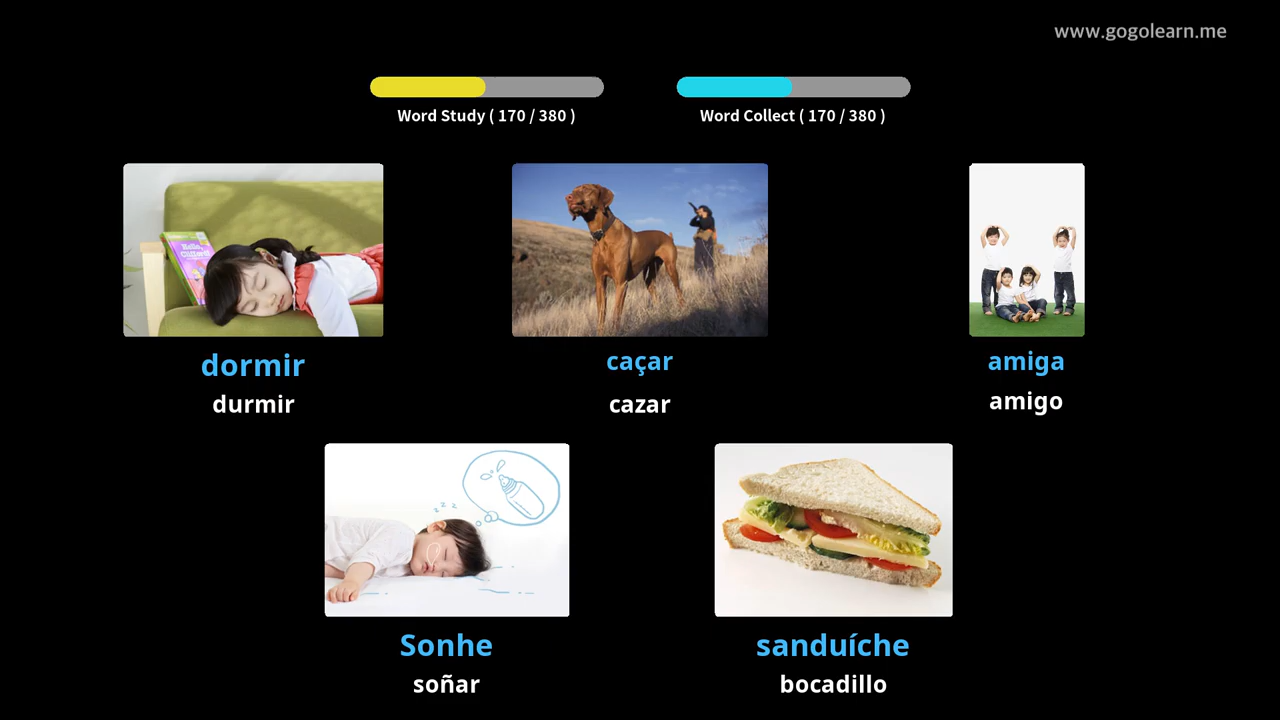 www.gogolearn.me
Word Study ( 170 / 380 )
Word Collect ( 170 / 380 )
dormir
durmir
caçar
cazar
amiga
amigo
Sonhe
soñar
sanduíche
bocadillo